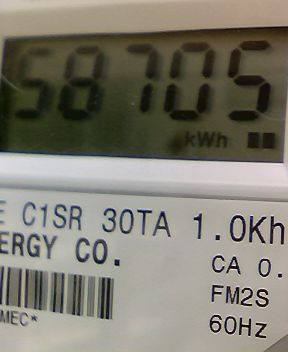 58705
kWh
E C1SR 30TA 1.0Kh
ERGY CO.
CA 0.
FM2S
MEC*
60Hz